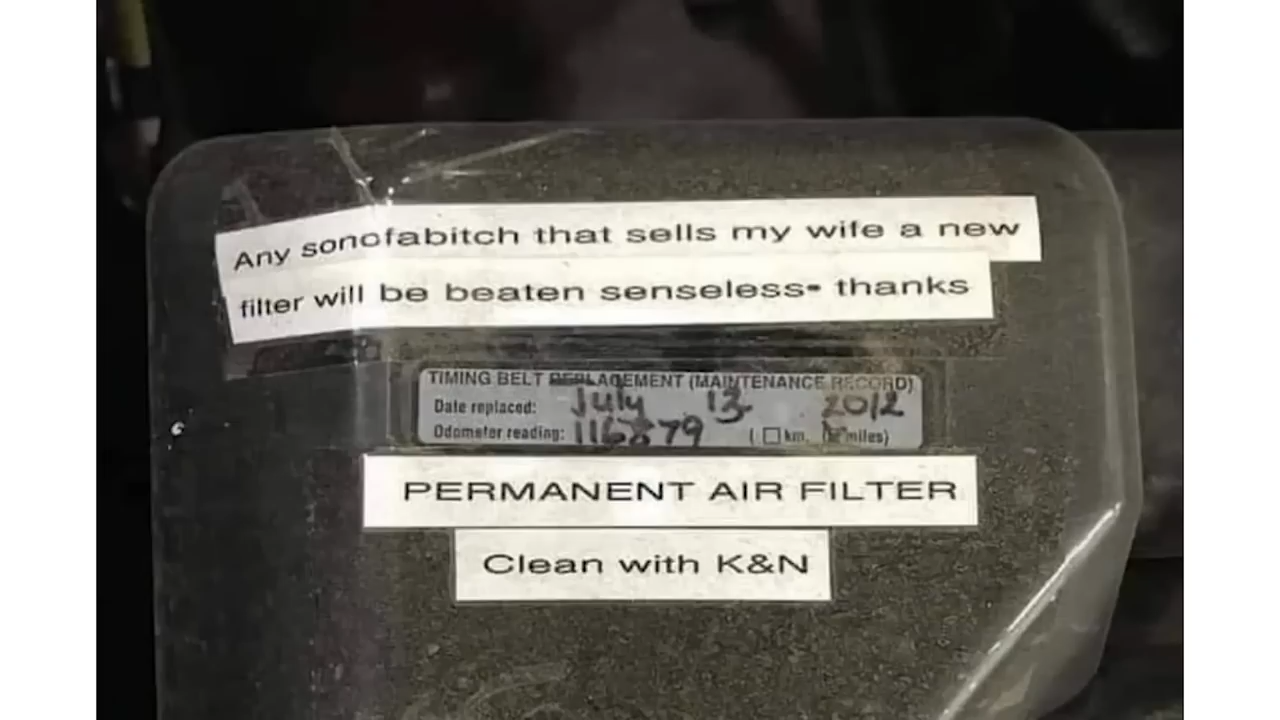 Any sonofabitch that sells my wife a new
filter will be beaten senseless- thanks
TIMING BELT REPLACEMENT (MAINTENANCE RECORD)
Date replaced: July 13 2012
Odometer reading: 116879 ( km, miles)
PERMANENT AIR FILTER
Clean with K&N